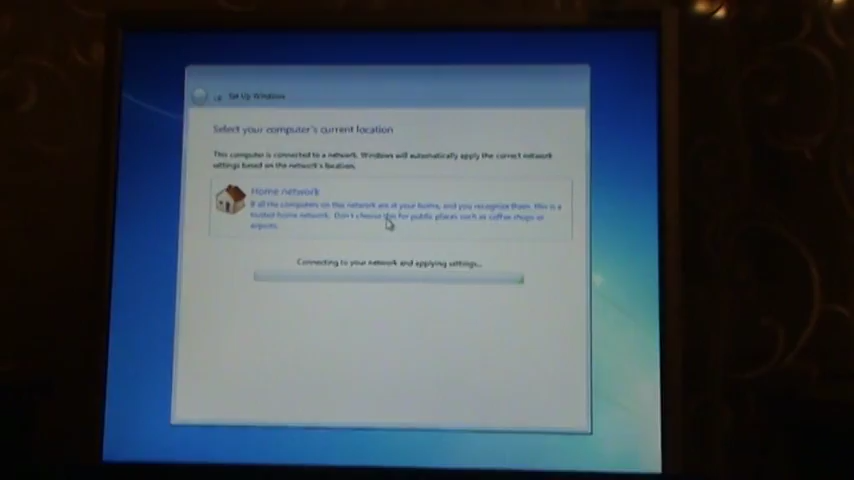 Set Up Windows
Select your computer's current location
This computer is connected to a network. Windows will automatically apply the correct network
settings based on the network's location.
Home network
If all the computers on this network are at your home, and you recognize them, this is a
trusted home network. Don't choose this for public places such as coffee shops or
airports.
Connecting to your network and applying settings...